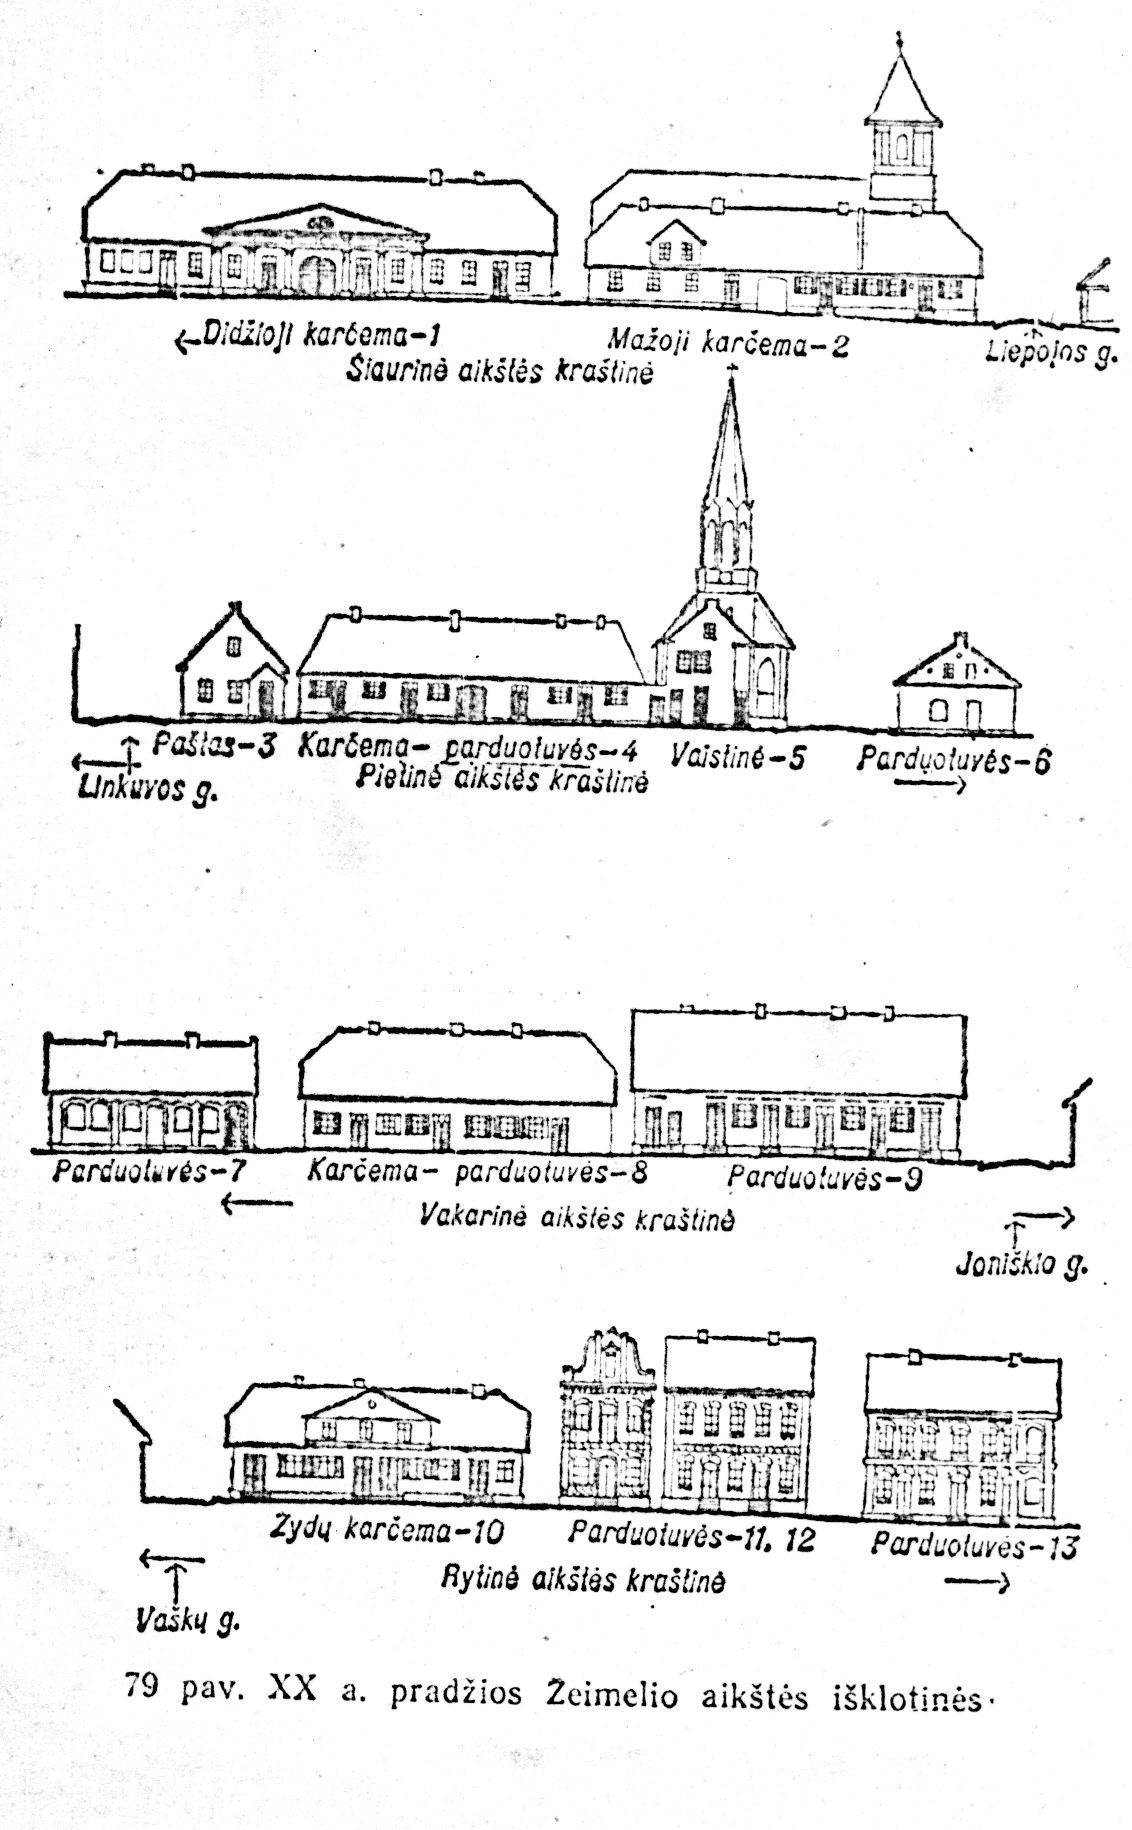 ←Didžioji karčema-1
Mažoji karčema-2
Liepojos g.
Šiaurinė aikštės kraštinė
Paštas-3
Karčema- parduotuvės-4
Vaistinė-5
Parduotuvės-6
Pietinė aikštės kraštinė
Linkuvos g.
Parduotuvės-7
Karčema- parduotuvės-8
Parduotuvės-9
Vakarinė aikštės kraštinė
Joniškio g.
Zydų karčema-10
Parduotuvės-11, 12
Parduotuvės-13
Rytinė aikštės kraštinė
Vaškų g.
79 pav. XX a. pradžios Žeimelio aikštės išklotinės.